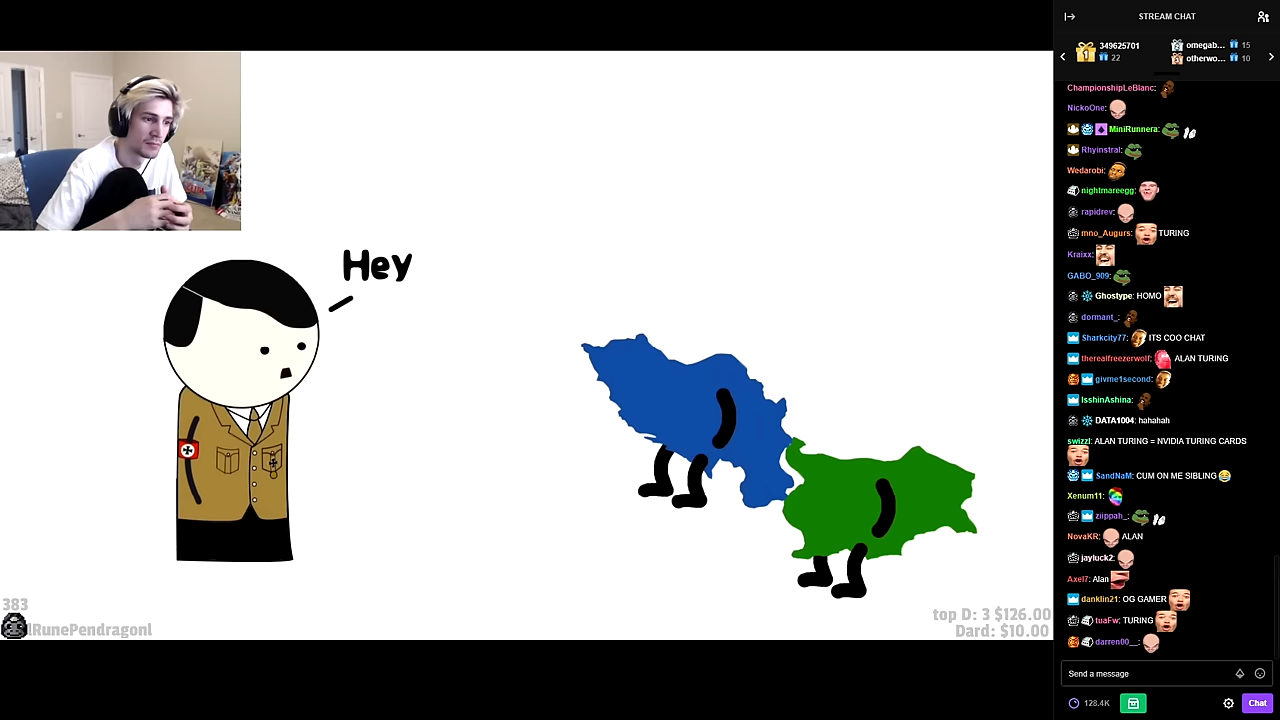 STREAM CHAT
349625701
22
omegab... 15
otherwo... 10
ChampionshipLeBlanc:
NickoOne:
MiniRunnera:
Rhyinstral:
Wedarobi:
nightmareegg:
rapidrev:
mno_Augurs: TURING
Kraixx:
GABO_909:
Ghostype: HOMO
dormant_:
Sharkcity77: ITS COO CHAT
therealfreezerwolf: ALAN TURING
givme1second:
IsshinAshina:
DATA1004: hahahah
swizzl: ALAN TURING = NVIDIA TURING CARDS
SandNaM: CUM ON ME SIBLING
Xenum11:
ziippah_:
NovaKR: ALAN
jayluck2:
Axel7: Alan
danklin21: OG GAMER
tuaFw: TURING
darren00__:
Send a message
128.4K
Chat
Hey
383
lRunePendragonl
top D: 3 $126.00
Dard: $10.00